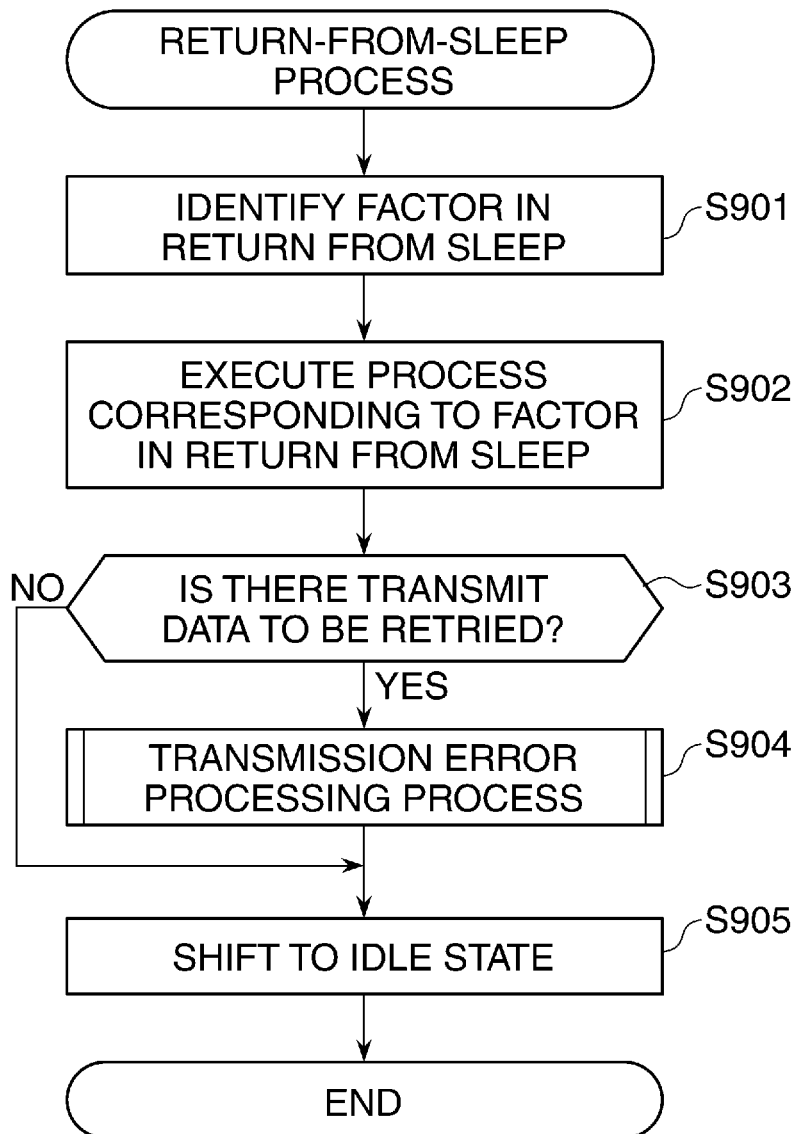 RETURN-FROM-SLEEP
PROCESS
IDENTIFY FACTOR IN
RETURN FROM SLEEP
S901
EXECUTE PROCESS
CORRESPONDING TO FACTOR
IN RETURN FROM SLEEP
S902
NO
IS THERE TRANSMIT
DATA TO BE RETRIED?
S903
YES
TRANSMISSION ERROR
PROCESSING PROCESS
S904
SHIFT TO IDLE STATE
S905
END